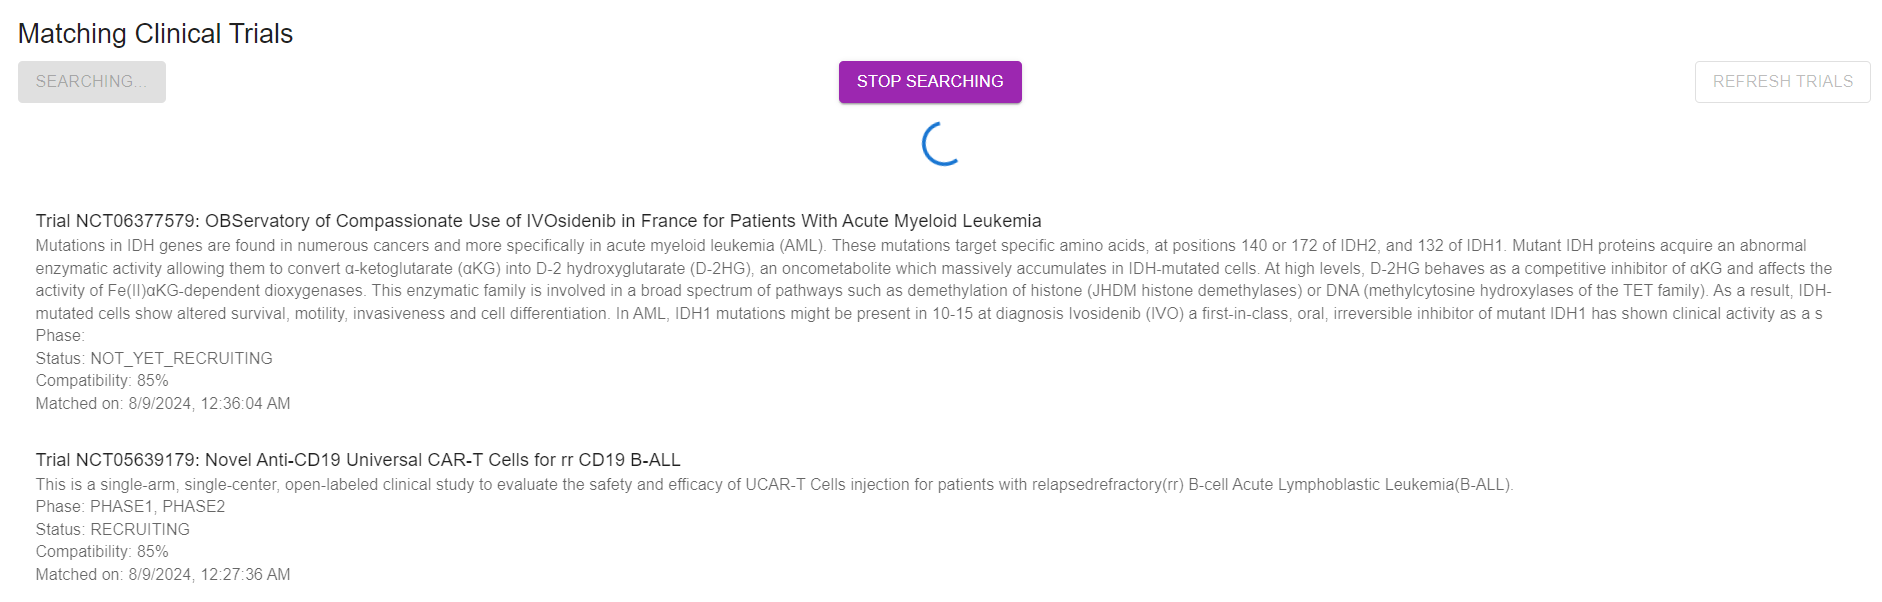 Matching Clinical Trials
SEARCHING...
STOP SEARCHING
REFRESH TRIALS
Trial NCT06377579: OBServatory of Compassionate Use of IVOsidenib in France for Patients With Acute Myeloid Leukemia
Mutations in IDH genes are found in numerous cancers and more specifically in acute myeloid leukemia (AML). These mutations target specific amino acids, at positions 140 or 172 of IDH2, and 132 of IDH1. Mutant IDH proteins acquire an abnormal
enzymatic activity allowing them to convert α-ketoglutarate (αKG) into D-2 hydroxyglutarate (D-2HG), an oncometabolite which massively accumulates in IDH-mutated cells. At high levels, D-2HG behaves as a competitive inhibitor of αKG and affects the
activity of Fe(II)αKG-dependent dioxygenases. This enzymatic family is involved in a broad spectrum of pathways such as demethylation of histone (JHDM histone demethylases) or DNA (methylcytosine hydroxylases of the TET family). As a result, IDH-
mutated cells show altered survival, motility, invasiveness and cell differentiation. In AML, IDH1 mutations might be present in 10-15 at diagnosis Ivosidenib (IVO) a first-in-class, oral, irreversible inhibitor of mutant IDH1 has shown clinical activity as a s
Phase:
Status: NOT_YET_RECRUITING
Compatibility: 85%
Matched on: 8/9/2024, 12:36:04 AM
Trial NCT05639179: Novel Anti-CD19 Universal CAR-T Cells for rr CD19 B-ALL
This is a single-arm, single-center, open-labeled clinical study to evaluate the safety and efficacy of UCAR-T Cells injection for patients with relapsedrefractory(rr) B-cell Acute Lymphoblastic Leukemia(B-ALL).
Phase: PHASE1, PHASE2
Status: RECRUITING
Compatibility: 85%
Matched on: 8/9/2024, 12:27:36 AM